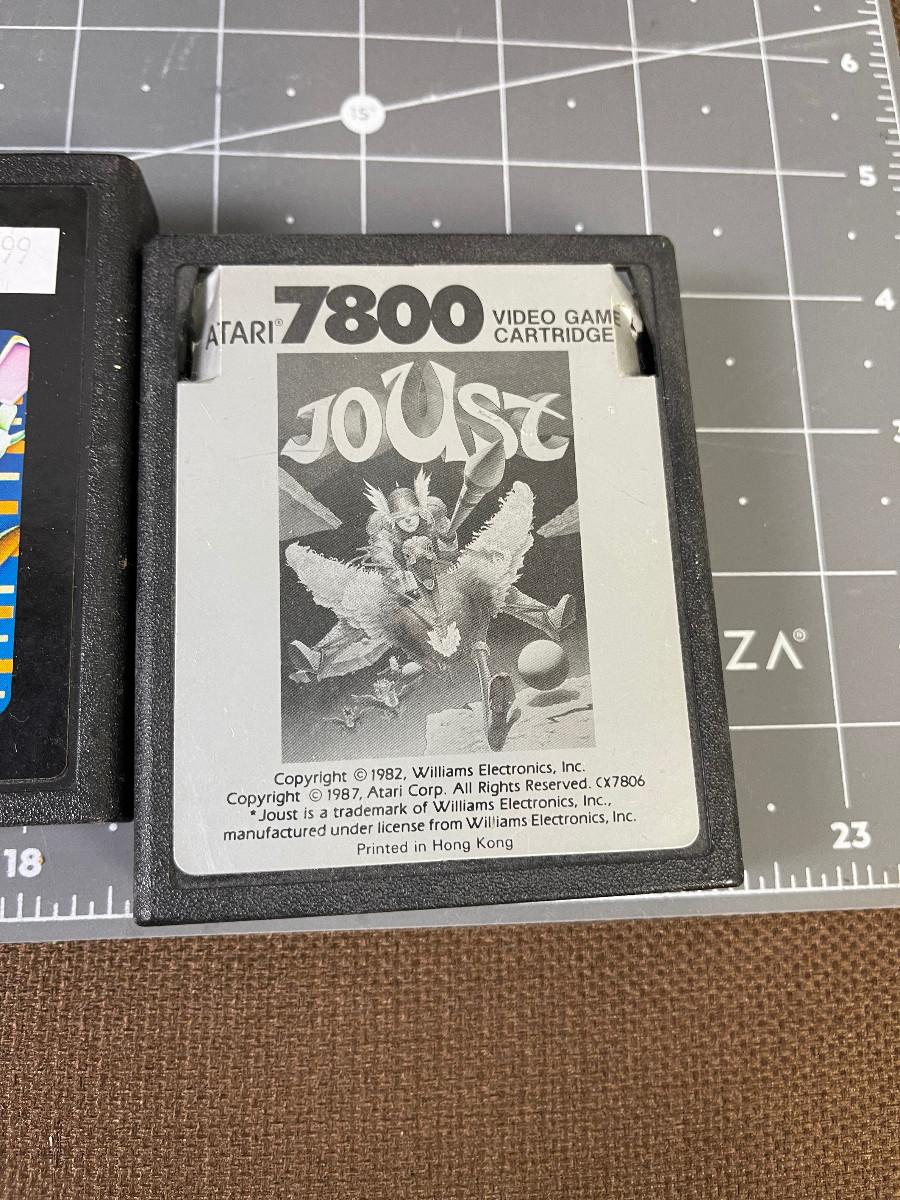 6
15°
5
99
4
ATARI® 7800 VIDEO GAME
CARTRIDGE
JOUST
3
ZA®
Copyright © 1982, Williams Electronics, Inc.
Copyright © 1987, Atari Corp. All Rights Reserved. CX7806
*Joust is a trademark of Williams Electronics, Inc.,
manufactured under license from Williams Electronics, Inc.
Printed in Hong Kong
18
23